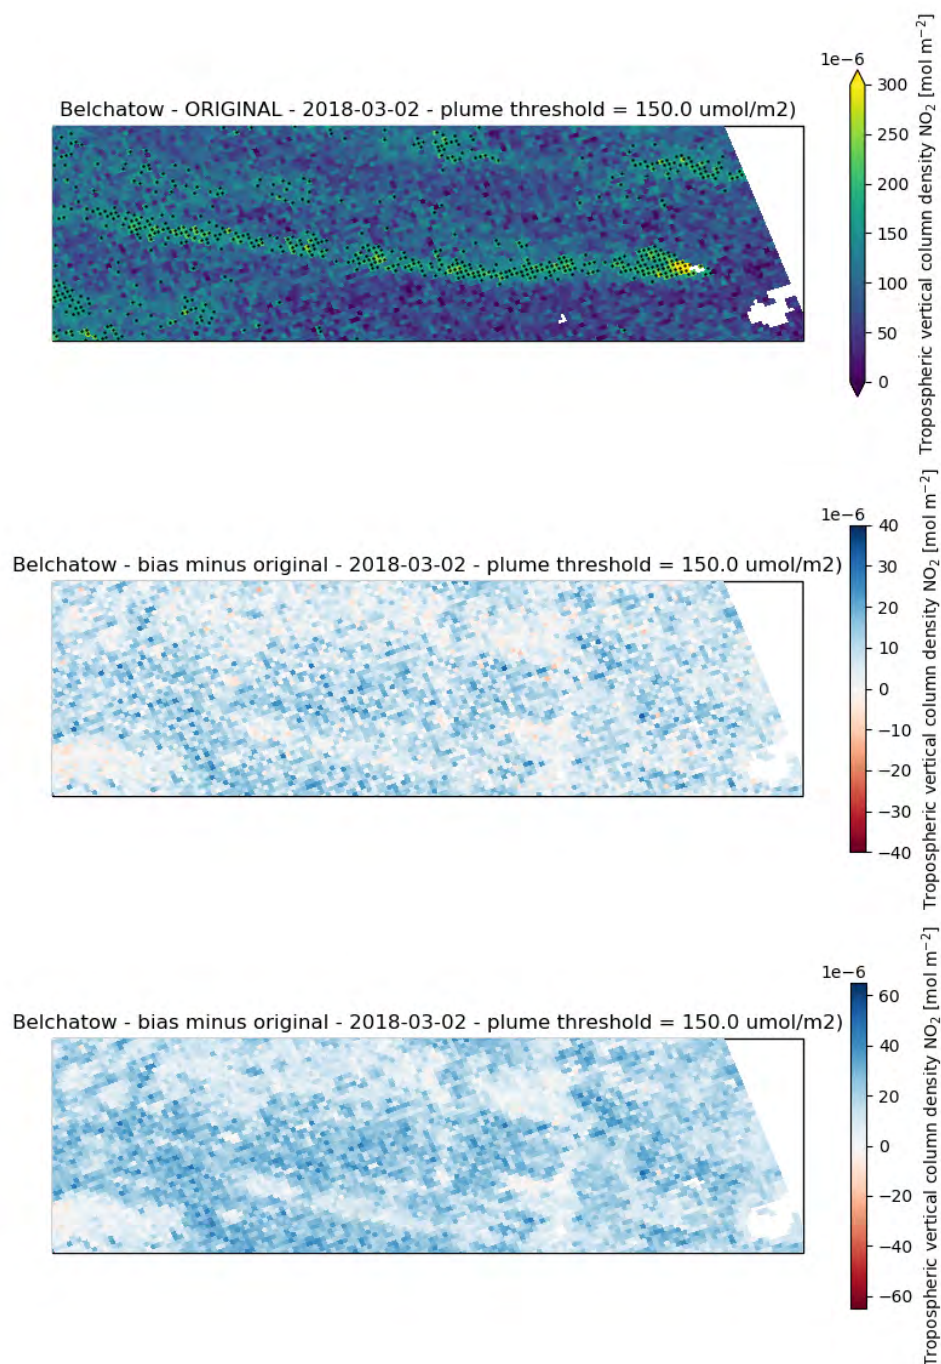 1e−6
Belchatow - ORIGINAL - 2018-03-02 - plume threshold = 150.0 umol/m2)
300
250
200
150
100
50
0
Tropospheric vertical column density NO₂ [mol m⁻²]
1e−6
Belchatow - bias minus original - 2018-03-02 - plume threshold = 150.0 umol/m2)
40
30
20
10
0
−10
−20
−30
−40
Tropospheric vertical column density NO₂ [mol m⁻²]
1e−6
Belchatow - bias minus original - 2018-03-02 - plume threshold = 150.0 umol/m2)
60
40
20
0
−20
−40
−60
Tropospheric vertical column density NO₂ [mol m⁻²]